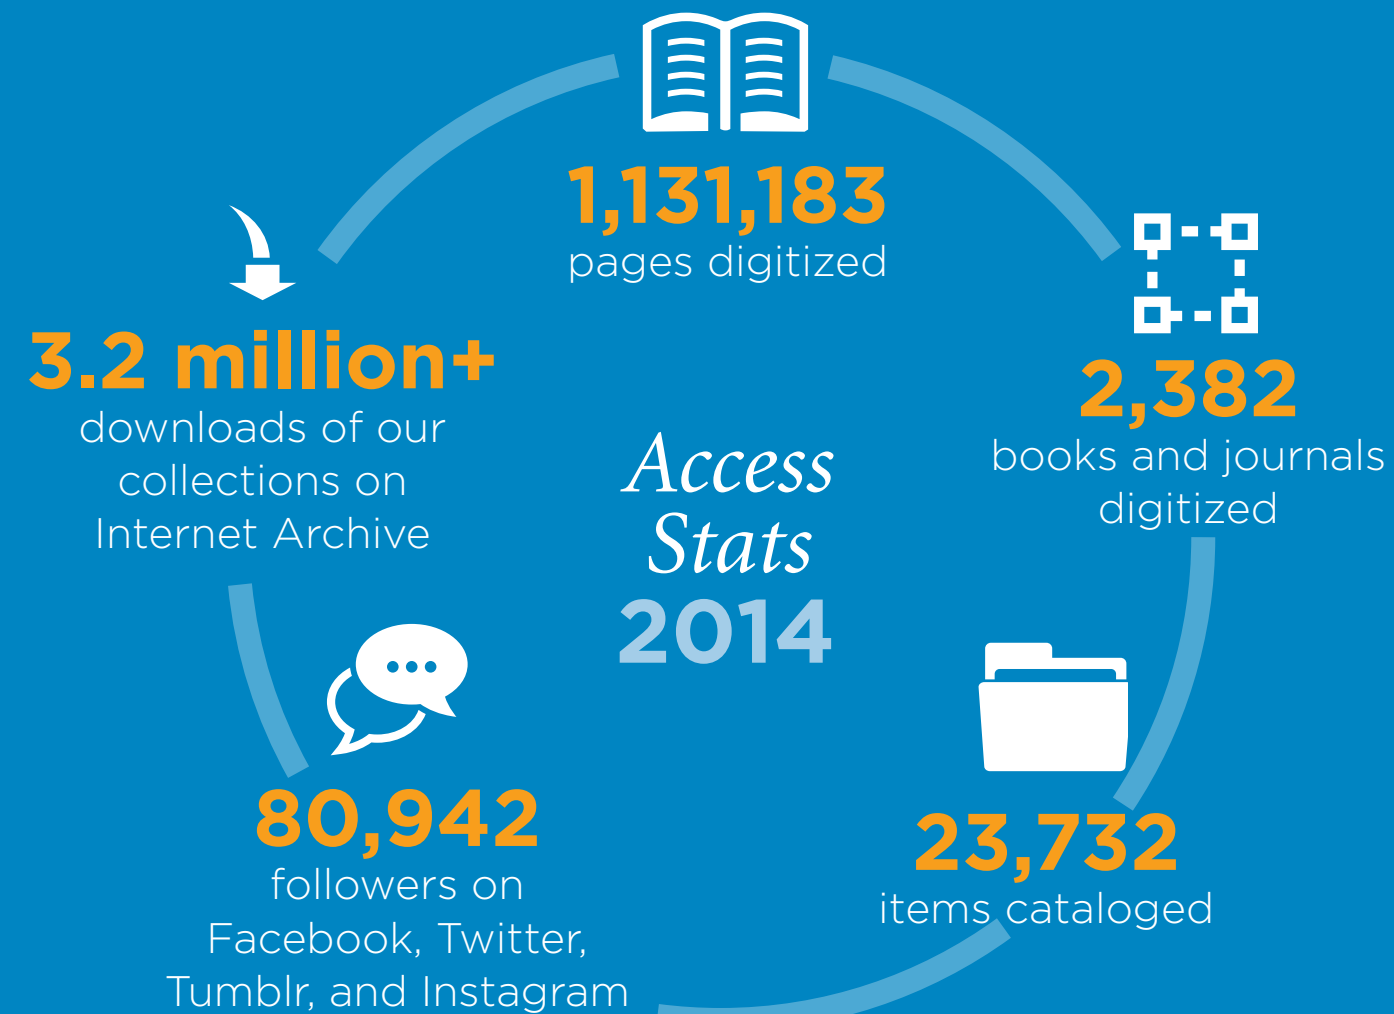 1,131,183
pages digitized
2,382
books and journals
digitized
23,732
items cataloged
80,942
followers on
Facebook, Twitter,
Tumblr, and Instagram
3.2 million+
downloads of our
collections on
Internet Archive
Access
Stats
2014